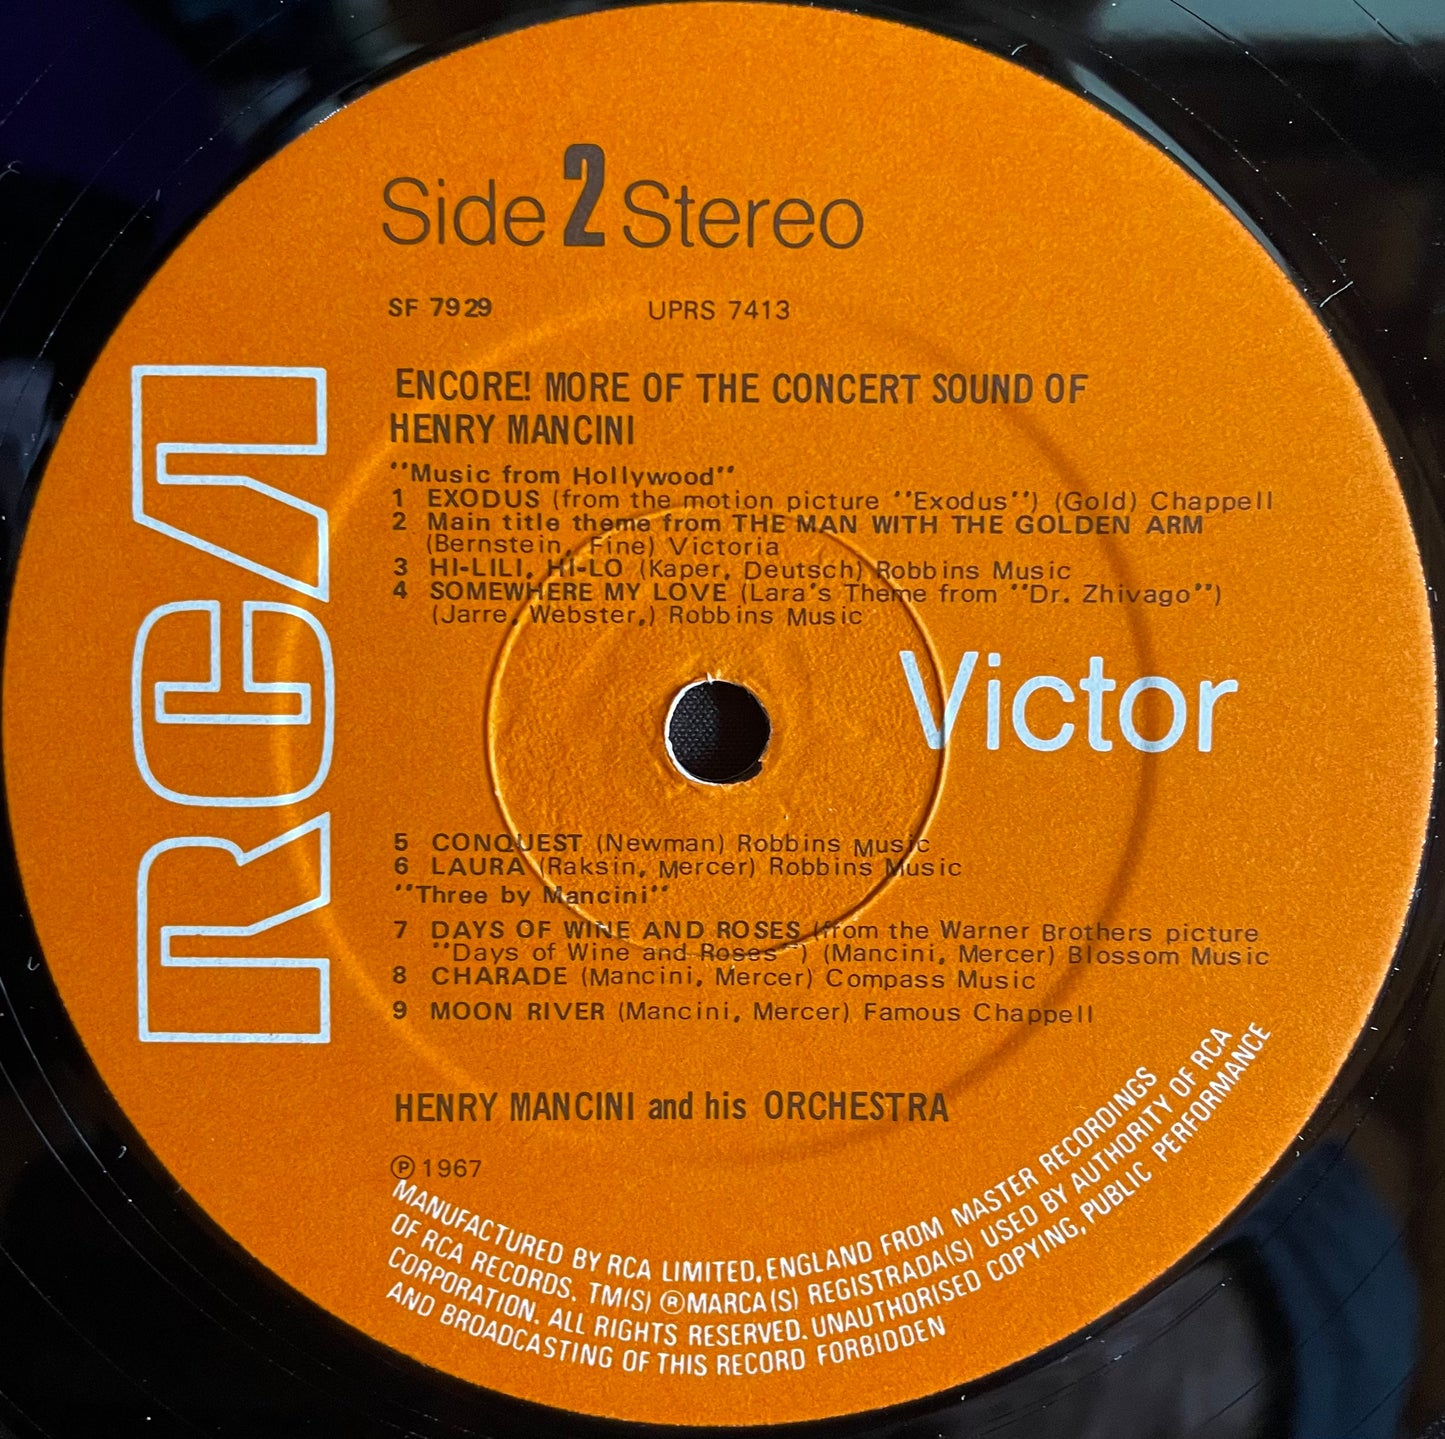 Side 2 Stereo
SF 7929 UPRS 7413
ENCORE! MORE OF THE CONCERT SOUND OF
HENRY MANCINI
"Music from Hollywood"
1 EXODUS (from the motion picture "Exodus") (Gold) Chappell
2 Main title theme from THE MAN WITH THE GOLDEN ARM
(Bernstein, Fine) Victoria
3 HI-LILI, HI-LO (Kaper, Deutsch) Robbins Music
4 SOMEWHERE MY LOVE (Lara's Theme from "Dr. Zhivago")
(Jarre, Webster,) Robbins Music
RCA
Victor
5 CONQUEST (Newman) Robbins Music
6 LAURA (Raksin, Mercer) Robbins Music
"Three by Mancini"
7 DAYS OF WINE AND ROSES (from the Warner Brothers picture
"Days of Wine and Roses") (Mancini, Mercer) Blossom Music
8 CHARADE (Mancini, Mercer) Compass Music
9 MOON RIVER (Mancini, Mercer) Famous Chappell
HENRY MANCINI and his ORCHESTRA
℗ 1967
MANUFACTURED BY RCA LIMITED, ENGLAND FROM MASTER RECORDINGS
OF RCA RECORDS. TM(S) ® MARCA(S) REGISTRADA(S) USED BY AUTHORITY OF RCA
CORPORATION. ALL RIGHTS RESERVED. UNAUTHORISED COPYING, PUBLIC PERFORMANCE
AND BROADCASTING OF THIS RECORD FORBIDDEN